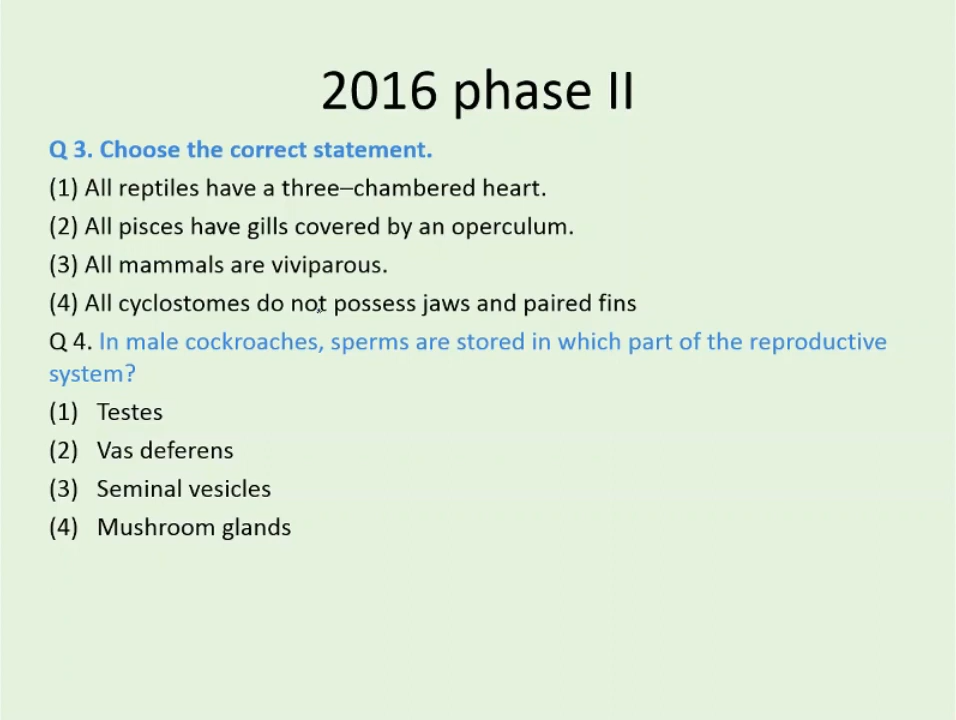 2016 phase II
Q 3. Choose the correct statement.
(1) All reptiles have a three–chambered heart.
(2) All pisces have gills covered by an operculum.
(3) All mammals are viviparous.
(4) All cyclostomes do not possess jaws and paired fins
Q 4. In male cockroaches, sperms are stored in which part of the reproductive
system?
(1) Testes
(2) Vas deferens
(3) Seminal vesicles
(4) Mushroom glands